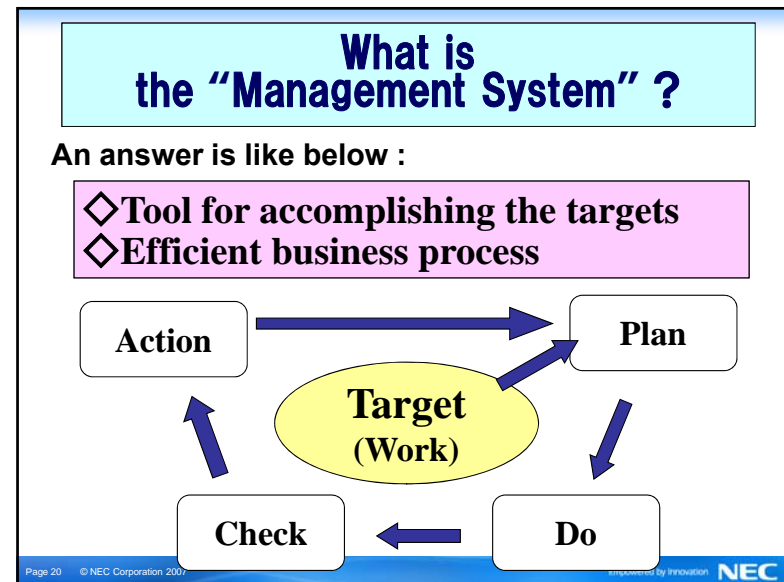 What is
the “Management System” ?
An answer is like below :
◇Tool for accomplishing the targets
◇Efficient business process
Action
Plan
Target
(Work)
Check
Do
Page 20 © NEC Corporation 2007
Empowered by Innovation NEC